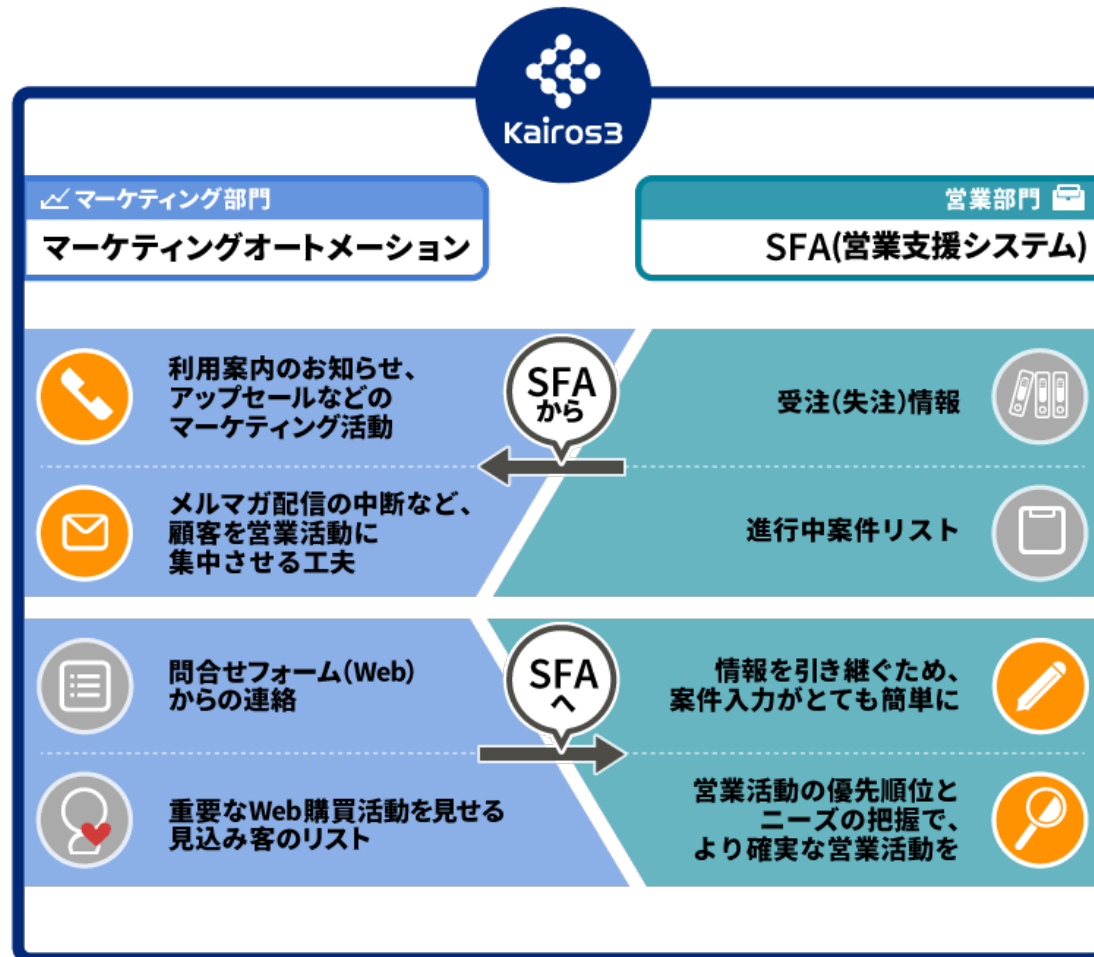 Kairos3
マーケティング部門
マーケティングオートメーション
営業部門
SFA(営業支援システム)
利用案内のお知らせ、
アップセールなどの
マーケティング活動
SFA
から
受注(失注)情報
メルマガ配信の中断など、
顧客を営業活動に
集中させる工夫
進行中案件リスト
問合せフォーム(Web)
からの連絡
SFA
へ
情報を引き継ぐため、
案件入力がとても簡単に
重要なWeb購買活動を見せる
見込み客のリスト
営業活動の優先順位と
ニーズの把握で、
より確実な営業活動を